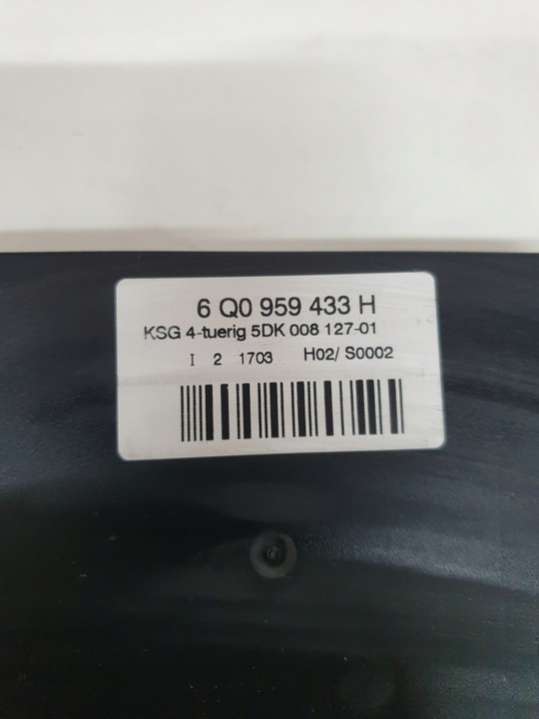 6 Q0 959 433 H
KSG 4-tuerig 5DK 008 127-01
I 2 1703 H02/ S0002